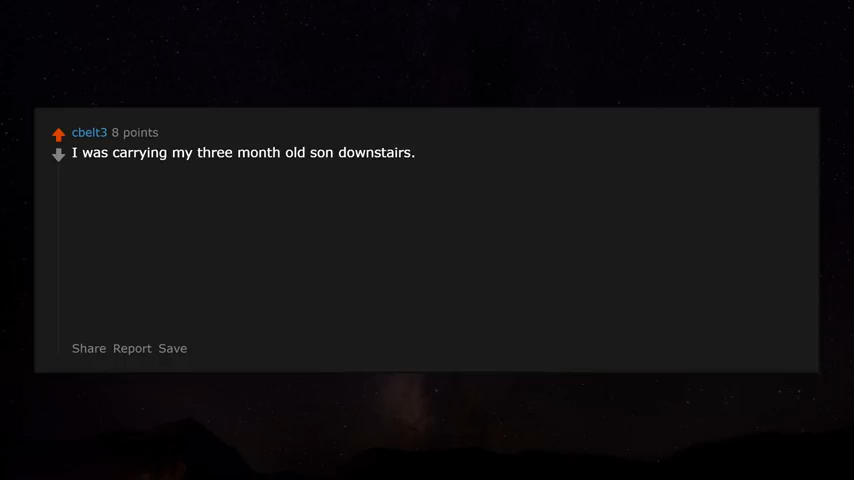 cbelt3 8 points
I was carrying my three month old son downstairs.
Share Report Save